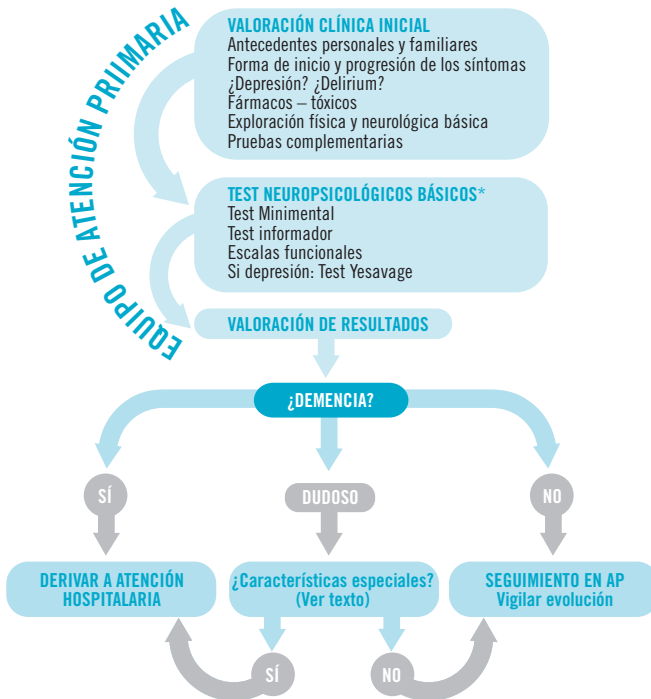 EQUIPO DE ATENCIÓN PRIIMARIA
VALORACIÓN CLÍNICA INICIAL
Antecedentes personales y familiares
Forma de inicio y progresión de los síntomas
¿Depresión? ¿Delirium?
Fármacos – tóxicos
Exploración física y neurológica básica
Pruebas complementarias
TEST NEUROPSICOLÓGICOS BÁSICOS*
Test Minimental
Test informador
Escalas funcionales
Si depresión: Test Yesavage
VALORACIÓN DE RESULTADOS
¿DEMENCIA?
SÍ
DUDOSO
NO
DERIVAR A ATENCIÓN
HOSPITALARIA
¿Características especiales?
(Ver texto)
SEGUIMIENTO EN AP
Vigilar evolución
SÍ
NO